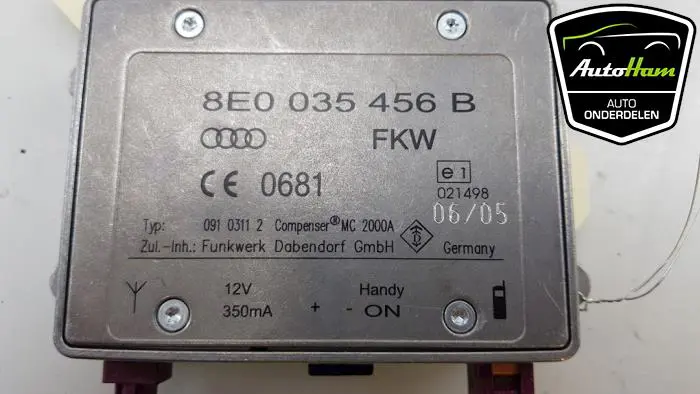 8E0 035 456 B
FKW
CE 0681
e1
021498
06/05
Typ: 091 0311 2 Compenser® MC 2000A
Zul.-Inh.: Funkwerk Dabendorf GmbH Germany
12V Handy
350mA + - ON
AutoHam
AUTO
ONDERDELEN